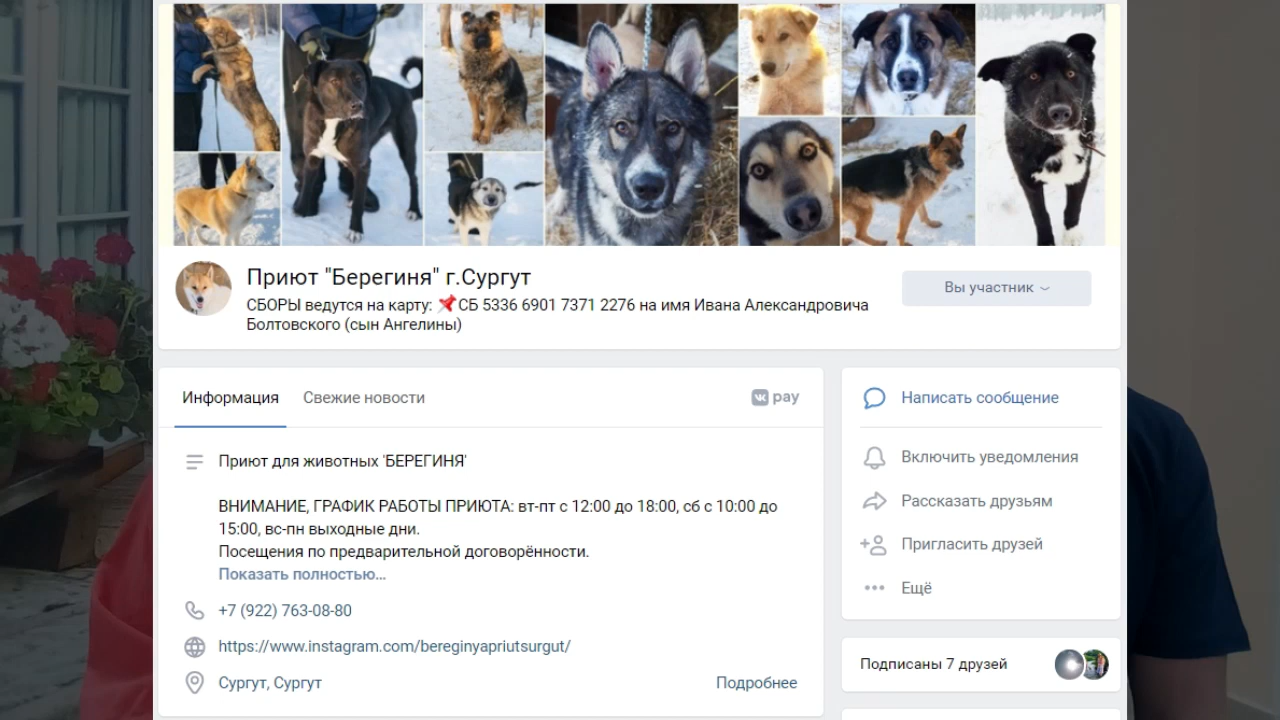 Приют "Берегиня" г.Сургут
СБОРЫ ведутся на карту: 📌СБ 5336 6901 7371 2276 на имя Ивана Александровича
Болтовского (сын Ангелины)
Вы участник
Информация
Свежие новости
pay
Приют для животных 'БЕРЕГИНЯ'
ВНИМАНИЕ, ГРАФИК РАБОТЫ ПРИЮТА: вт-пт с 12:00 до 18:00, сб с 10:00 до
15:00, вс-пн выходные дни.
Посещения по предварительной договорённости.
Показать полностью…
+7 (922) 763-08-80
https://www.instagram.com/bereginyapriutsurgut/
Сургут, Сургут
Подробнее
Написать сообщение
Включить уведомления
Рассказать друзьям
Пригласить друзей
Ещё
Подписаны 7 друзей